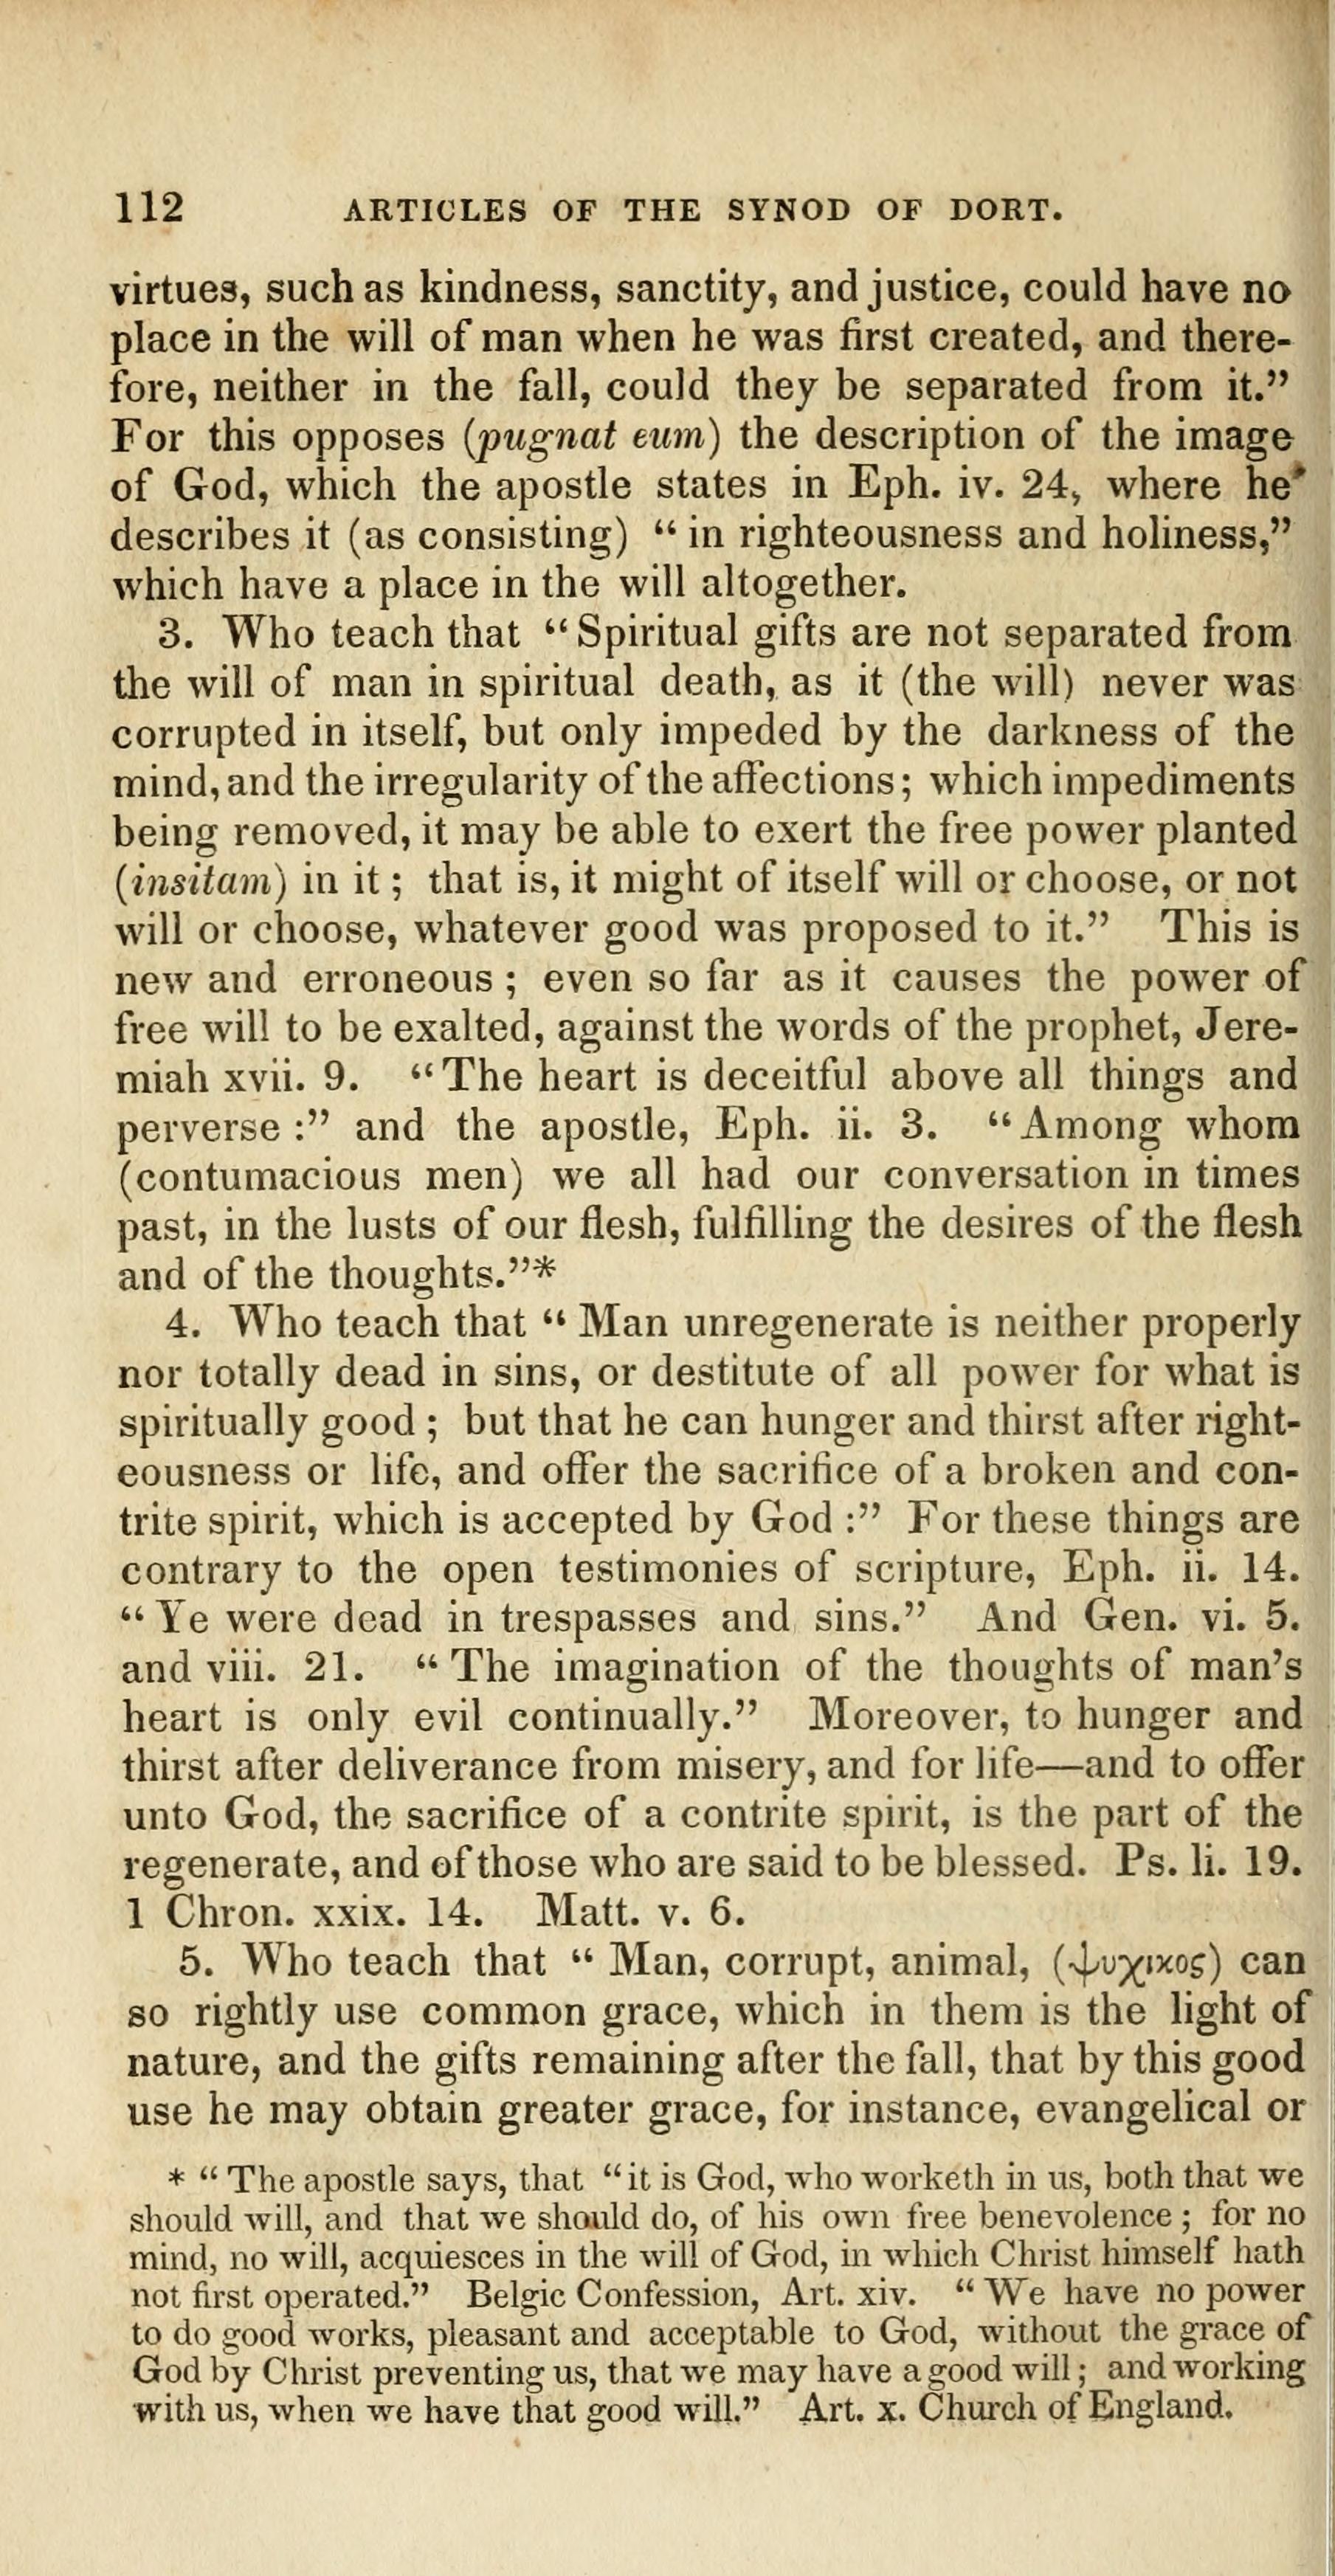 112 ARTICLES OF THE SYNOD OF DORT.
virtues, such as kindness, sanctity, and justice, could have no
place in the will of man when he was first created, and there-
fore, neither in the fall, could they be separated from it."
For this opposes (pugnat eum) the description of the image
of God, which the apostle states in Eph. iv. 24, where he
describes it (as consisting) "in righteousness and holiness,"
which have a place in the will altogether.
3. Who teach that "Spiritual gifts are not separated from
the will of man in spiritual death, as it (the will) never was
corrupted in itself, but only impeded by the darkness of the
mind, and the irregularity of the affections; which impediments
being removed, it may be able to exert the free power planted
(insitam) in it; that is, it might of itself will or choose, or not
will or choose, whatever good was proposed to it." This is
new and erroneous; even so far as it causes the power of
free will to be exalted, against the words of the prophet, Jere-
miah xvii. 9. "The heart is deceitful above all things and
perverse:" and the apostle, Eph. ii. 3. "Among whom
(contumacious men) we all had our conversation in times
past, in the lusts of our flesh, fulfilling the desires of the flesh
and of the thoughts."*
4. Who teach that "Man unregenerate is neither properly
nor totally dead in sins, or destitute of all power for what is
spiritually good; but that he can hunger and thirst after right-
eousness or life, and offer the sacrifice of a broken and con-
trite spirit, which is accepted by God:" For these things are
contrary to the open testimonies of scripture, Eph. ii. 14.
"Ye were dead in trespasses and sins." And Gen. vi. 5.
and viii. 21. "The imagination of the thoughts of man's
heart is only evil continually." Moreover, to hunger and
thirst after deliverance from misery, and for life—and to offer
unto God, the sacrifice of a contrite spirit, is the part of the
regenerate, and of those who are said to be blessed. Ps. li. 19.
1 Chron. xxix. 14. Matt. v. 6.
5. Who teach that "Man, corrupt, animal, (ψυχικος) can
so rightly use common grace, which in them is the light of
nature, and the gifts remaining after the fall, that by this good
use he may obtain greater grace, for instance, evangelical or
* "The apostle says, that "it is God, who worketh in us, both that we
should will, and that we should do, of his own free benevolence; for no
mind, no will, acquiesces in the will of God, in which Christ himself hath
not first operated." Belgic Confession, Art. xiv. "We have no power
to do good works, pleasant and acceptable to God, without the grace of
God by Christ preventing us, that we may have a good will; and working
with us, when we have that good will." Art. x. Church of England.